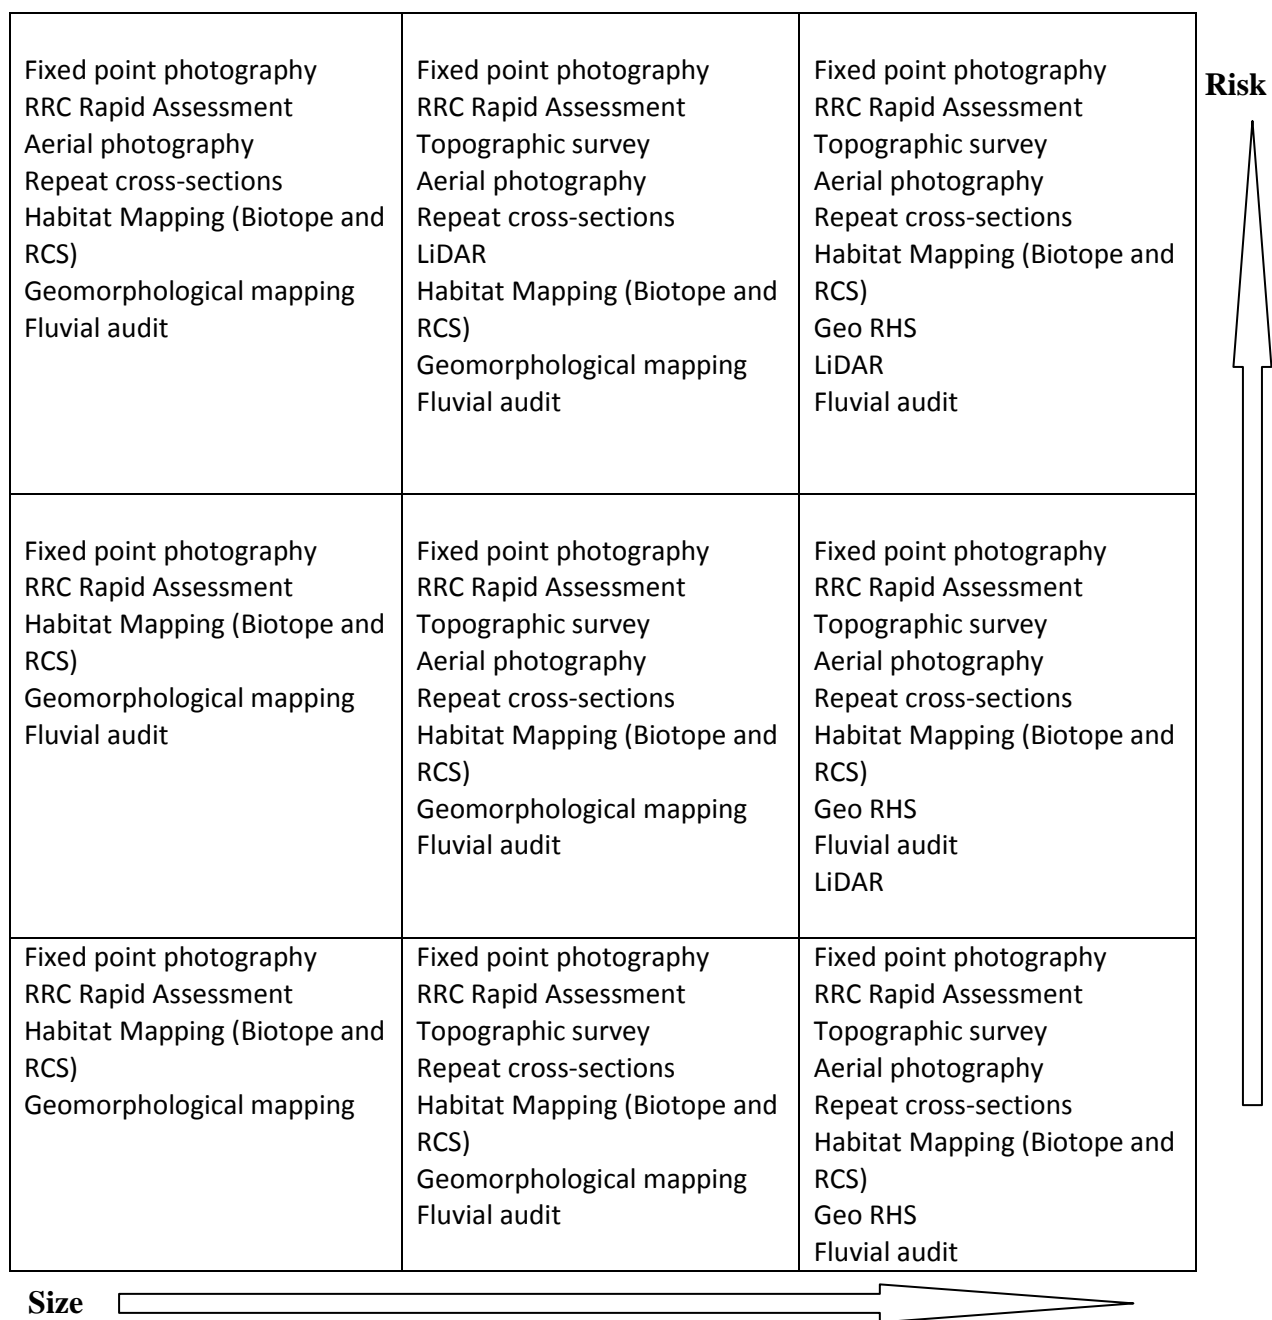 Fixed point photography
RRC Rapid Assessment
Aerial photography
Repeat cross-sections
Habitat Mapping (Biotope and
RCS)
Geomorphological mapping
Fluvial audit
Fixed point photography
RRC Rapid Assessment
Topographic survey
Aerial photography
Repeat cross-sections
LiDAR
Habitat Mapping (Biotope and
RCS)
Geomorphological mapping
Fluvial audit
Fixed point photography
RRC Rapid Assessment
Topographic survey
Aerial photography
Repeat cross-sections
Habitat Mapping (Biotope and
RCS)
Geo RHS
LiDAR
Fluvial audit
Risk
Fixed point photography
RRC Rapid Assessment
Habitat Mapping (Biotope and
RCS)
Geomorphological mapping
Fluvial audit
Fixed point photography
RRC Rapid Assessment
Topographic survey
Aerial photography
Repeat cross-sections
Habitat Mapping (Biotope and
RCS)
Geomorphological mapping
Fluvial audit
Fixed point photography
RRC Rapid Assessment
Topographic survey
Aerial photography
Repeat cross-sections
Habitat Mapping (Biotope and
RCS)
Geo RHS
Fluvial audit
LiDAR
Fixed point photography
RRC Rapid Assessment
Habitat Mapping (Biotope and
RCS)
Geomorphological mapping
Fixed point photography
RRC Rapid Assessment
Topographic survey
Repeat cross-sections
Habitat Mapping (Biotope and
RCS)
Geomorphological mapping
Fluvial audit
Fixed point photography
RRC Rapid Assessment
Topographic survey
Aerial photography
Repeat cross-sections
Habitat Mapping (Biotope and
RCS)
Geo RHS
Fluvial audit
Size